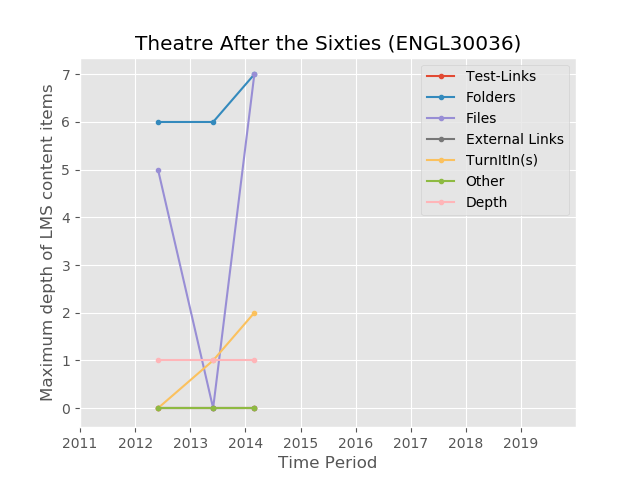 Theatre After the Sixties (ENGL30036)
Maximum depth of LMS content items
7
6
5
4
3
2
1
0
Test-Links
Folders
Files
External Links
TurnItIn(s)
Other
Depth
2011 2012 2013 2014 2015 2016 2017 2018 2019
Time Period